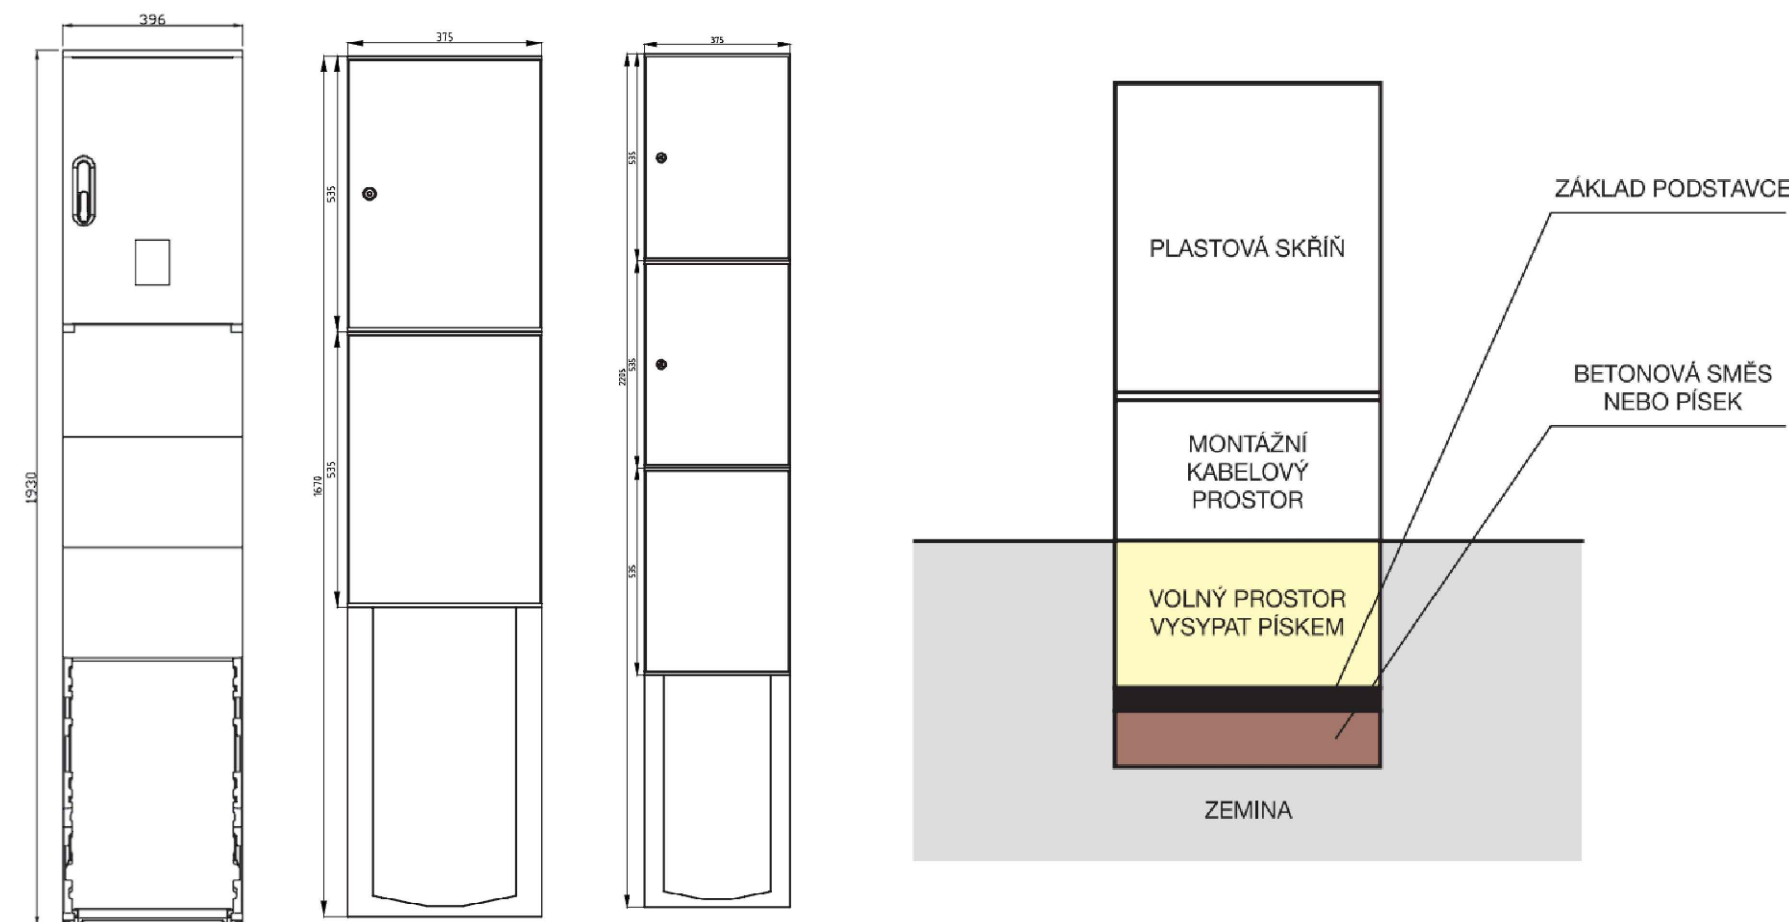 396
1930
375
535
535
1670
375
535
535
2205
535
PLASTOVÁ SKŘÍŇ
MONTÁŽNÍ
KABELOVÝ
PROSTOR
VOLNÝ PROSTOR
VYSYPAT PÍSKEM
ZEMINA
ZÁKLAD PODSTAVCE
BETONOVÁ SMĚS
NEBO PÍSEK